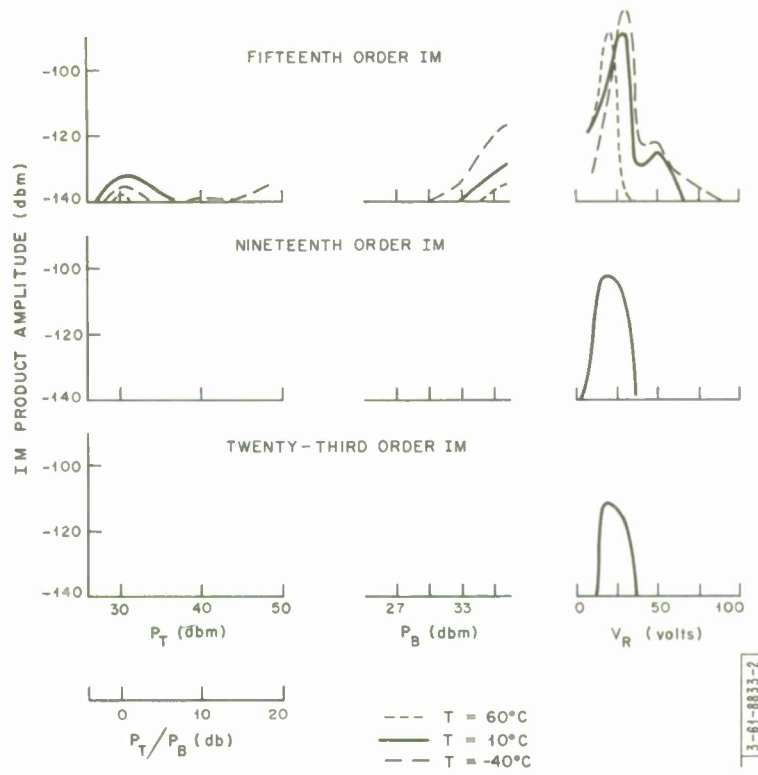 FIFTEENTH ORDER IM
-100
-120
-140
NINETEENTH ORDER IM
-100
-120
-140
TWENTY-THIRD ORDER IM
-100
-120
-140
IM PRODUCT AMPLITUDE (dbm)
30 40 50
P_T (dbm)
27 33
P_B (dbm)
0 50 100
V_R (volts)
0 10 20
P_T/P_B (db)
T = 60°C
T = 10°C
T = -40°C
3-61-8833-2